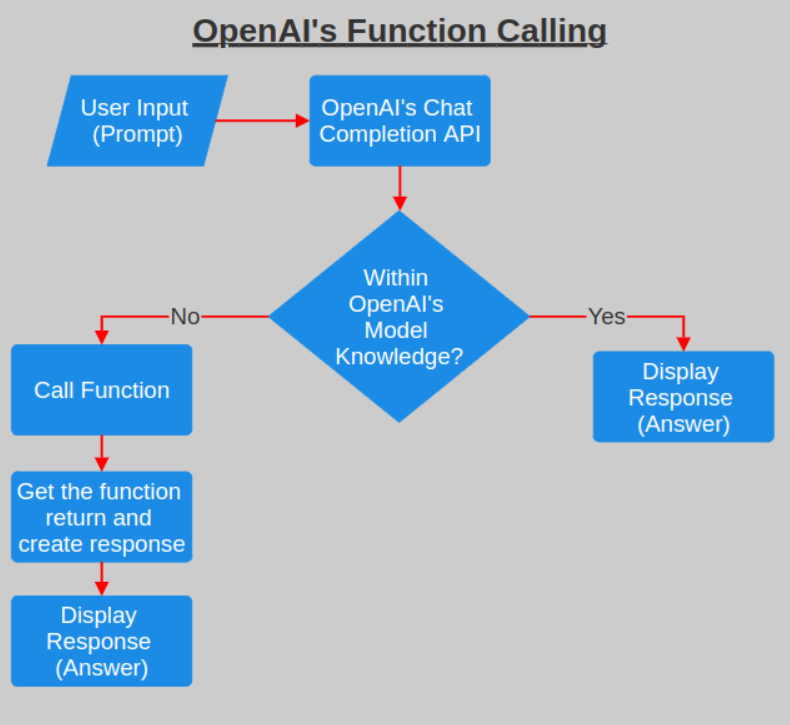 OpenAI's Function Calling
User Input
(Prompt)
OpenAI's Chat
Completion API
Within
OpenAI's
Model
Knowledge?
No
Yes
Call Function
Display
Response
(Answer)
Get the function
return and
create response
Display
Response
(Answer)